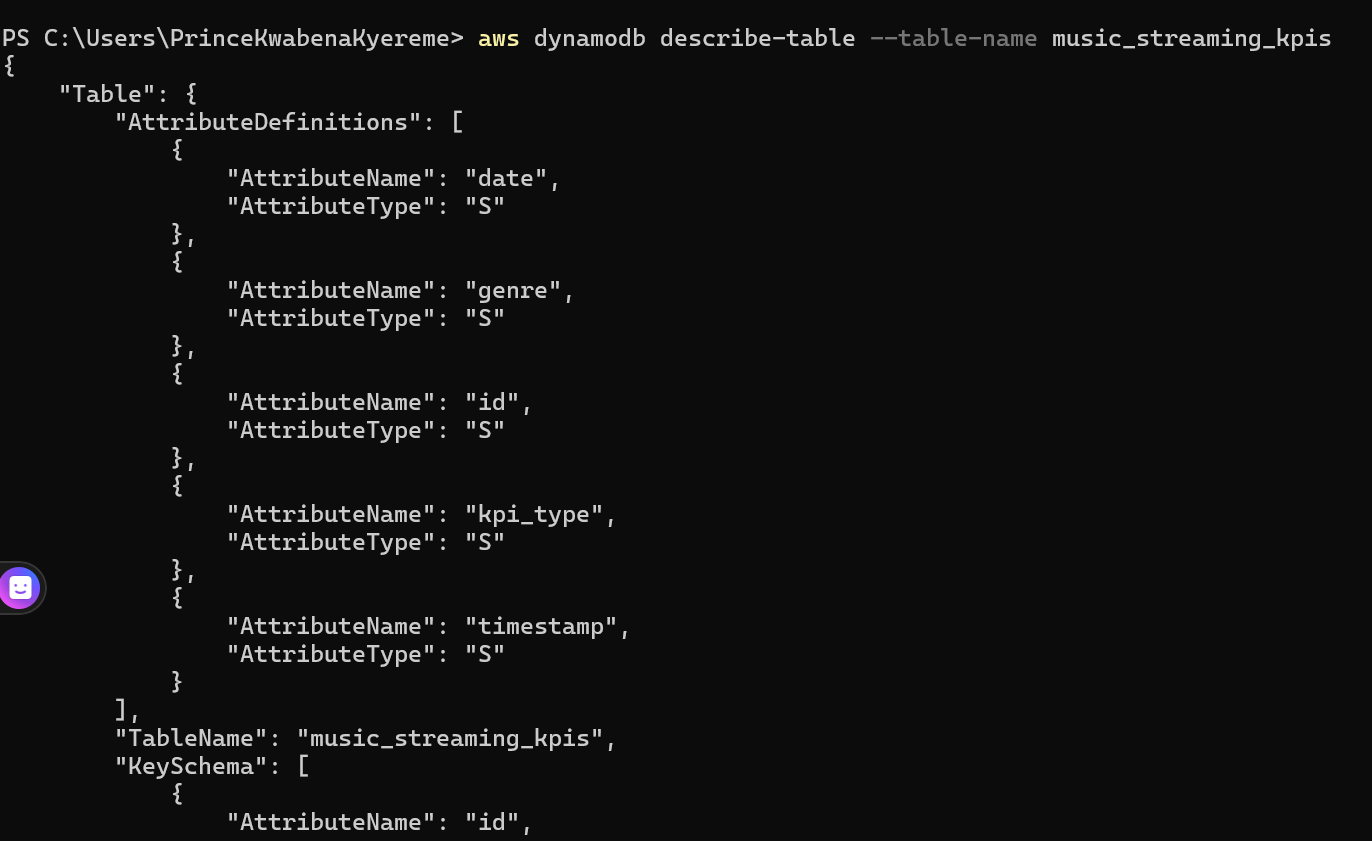 PS C:\Users\PrinceKwabenaKyereme> aws dynamodb describe-table --table-name music_streaming_kpis
{
    "Table": {
        "AttributeDefinitions": [
            {
                "AttributeName": "date",
                "AttributeType": "S"
            },
            {
                "AttributeName": "genre",
                "AttributeType": "S"
            },
            {
                "AttributeName": "id",
                "AttributeType": "S"
            },
            {
                "AttributeName": "kpi_type",
                "AttributeType": "S"
            },
            {
                "AttributeName": "timestamp",
                "AttributeType": "S"
            }
        ],
        "TableName": "music_streaming_kpis",
        "KeySchema": [
            {
                "AttributeName": "id",